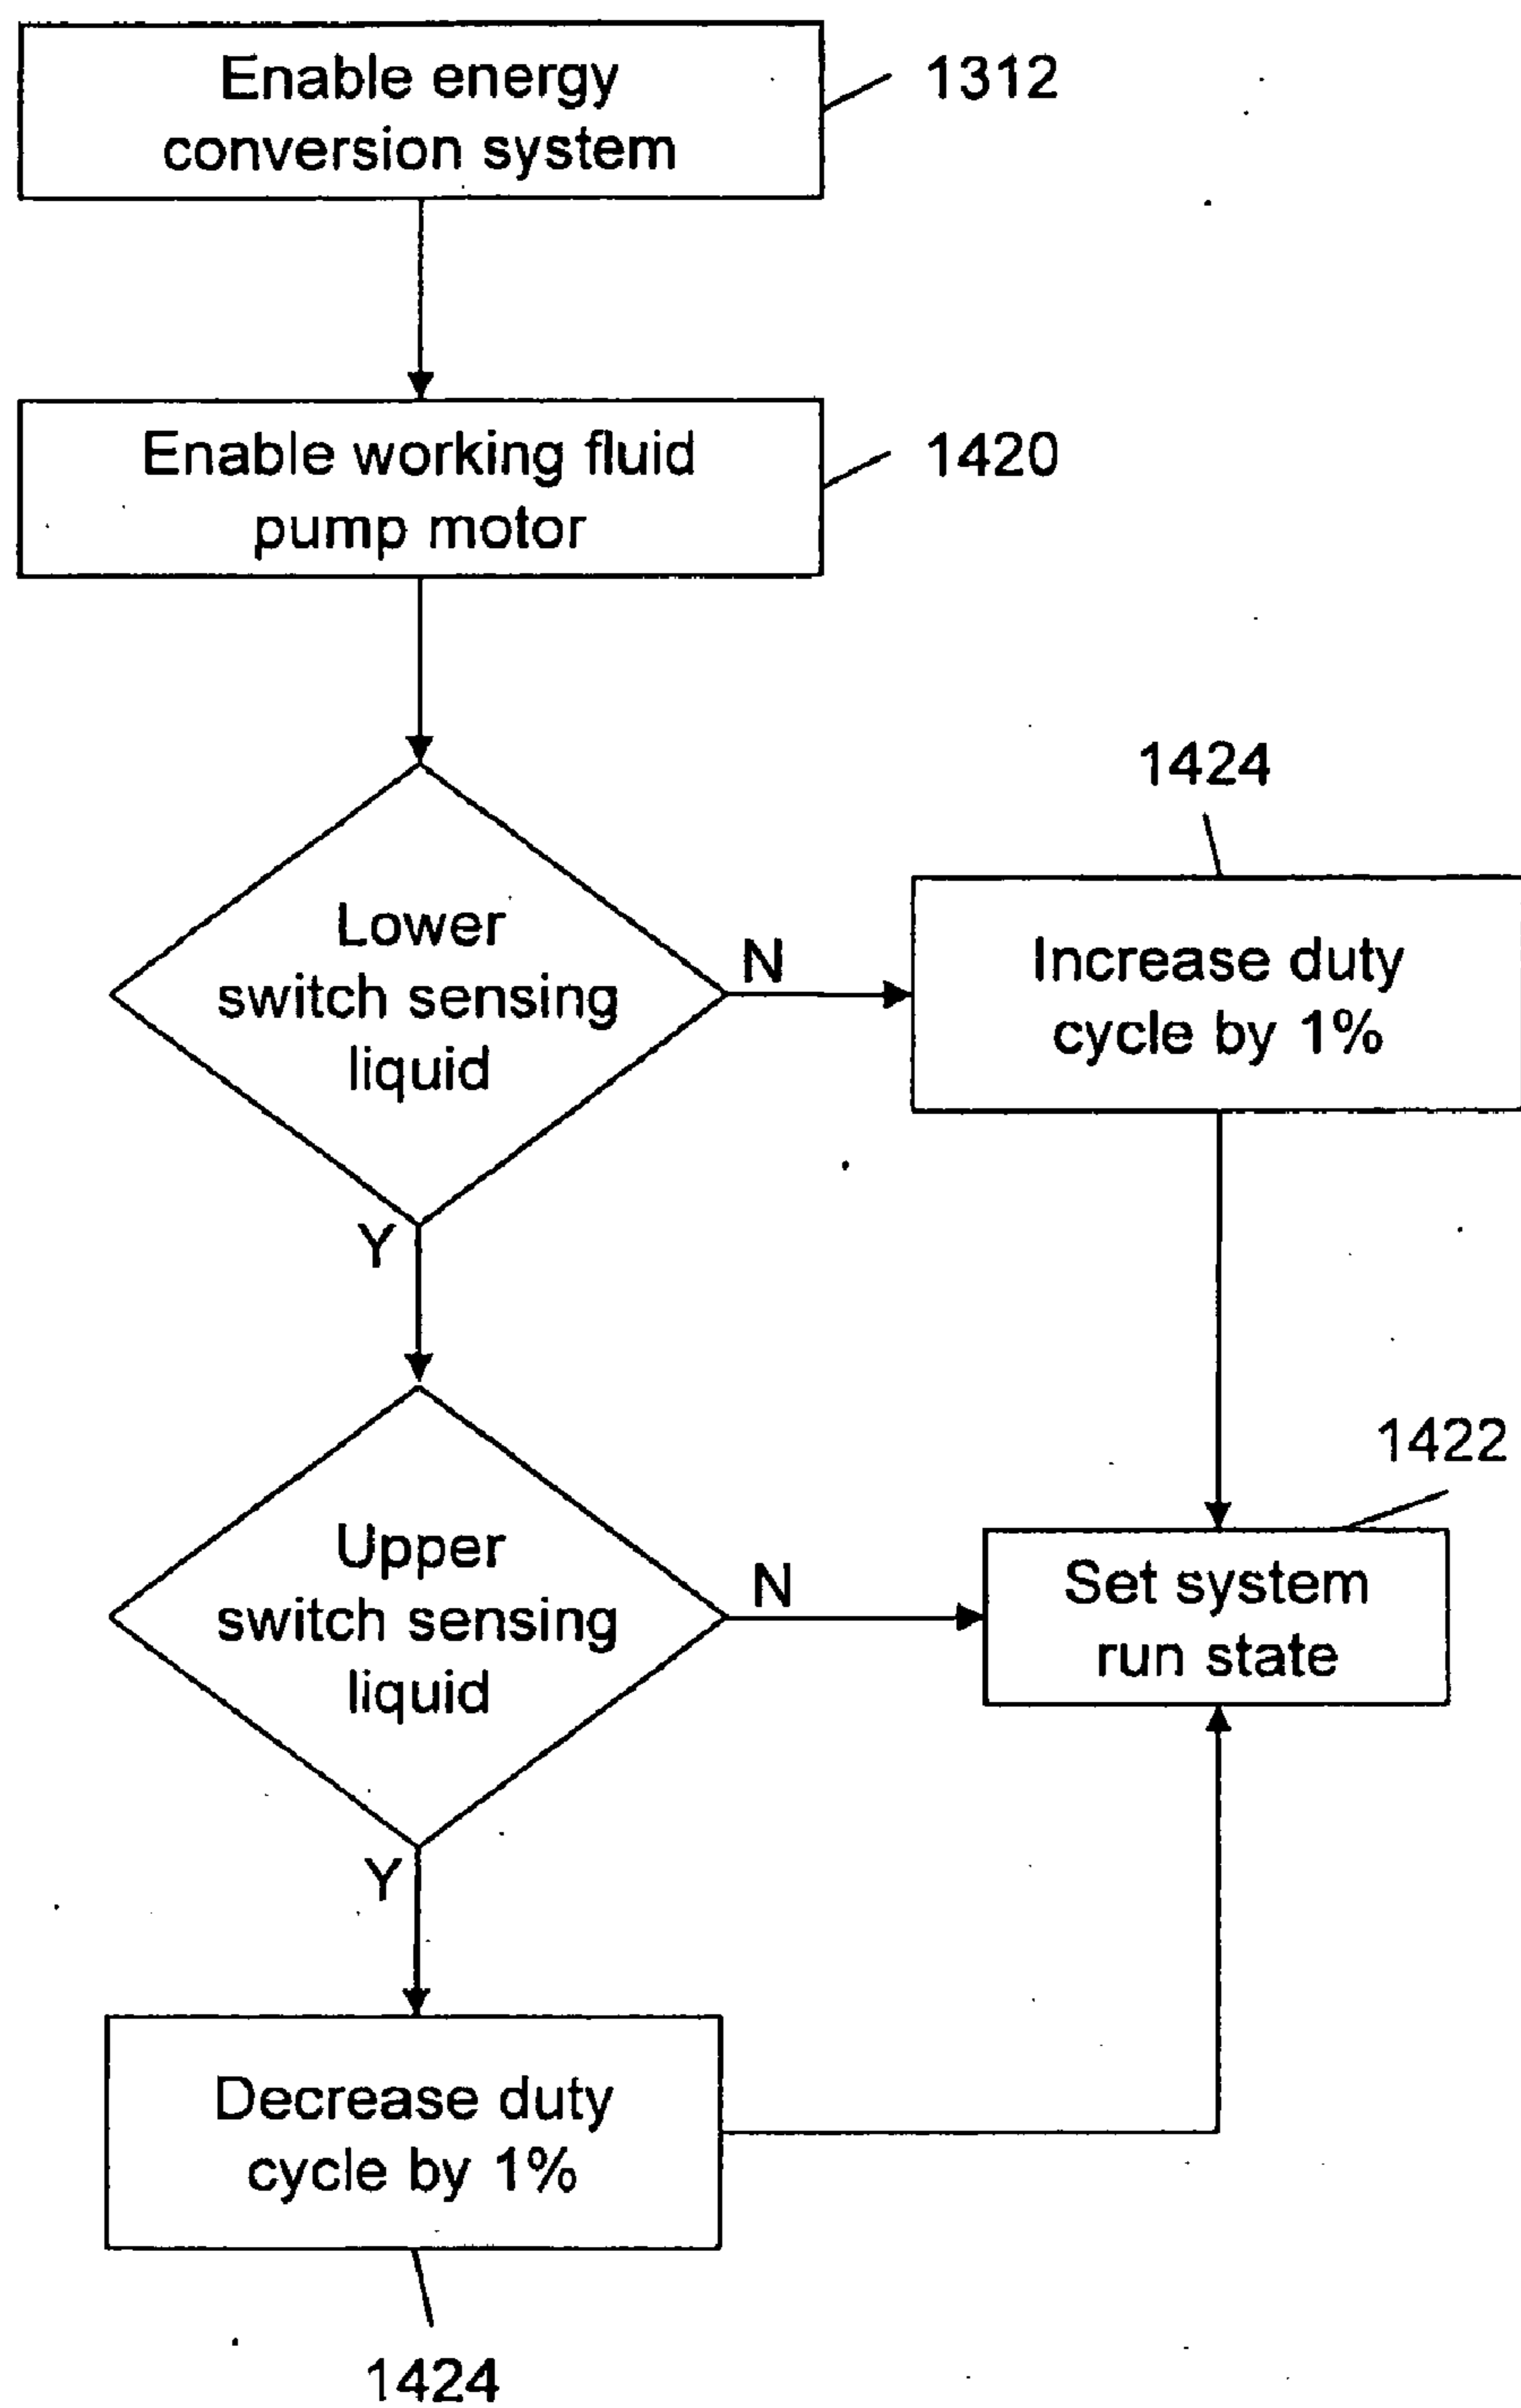 Enable energy
conversion system
1312
Enable working fluid
pump motor
1420
Lower
switch sensing
liquid
N
Y
1424
Increase duty
cycle by 1%
Upper
switch sensing
liquid
N
Y
1422
Set system
run state
Decrease duty
cycle by 1%
1424